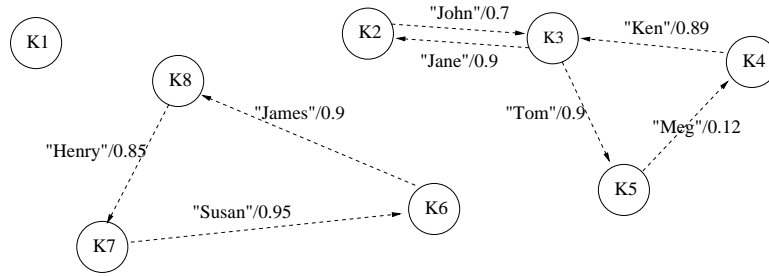 K1
K2
"John"/0.7
"Jane"/0.9
K3
"Ken"/0.89
K4
K8
"James"/0.9
"Tom"/0.9
"Meg"/0.12
"Henry"/0.85
K5
"Susan"/0.95
K6
K7